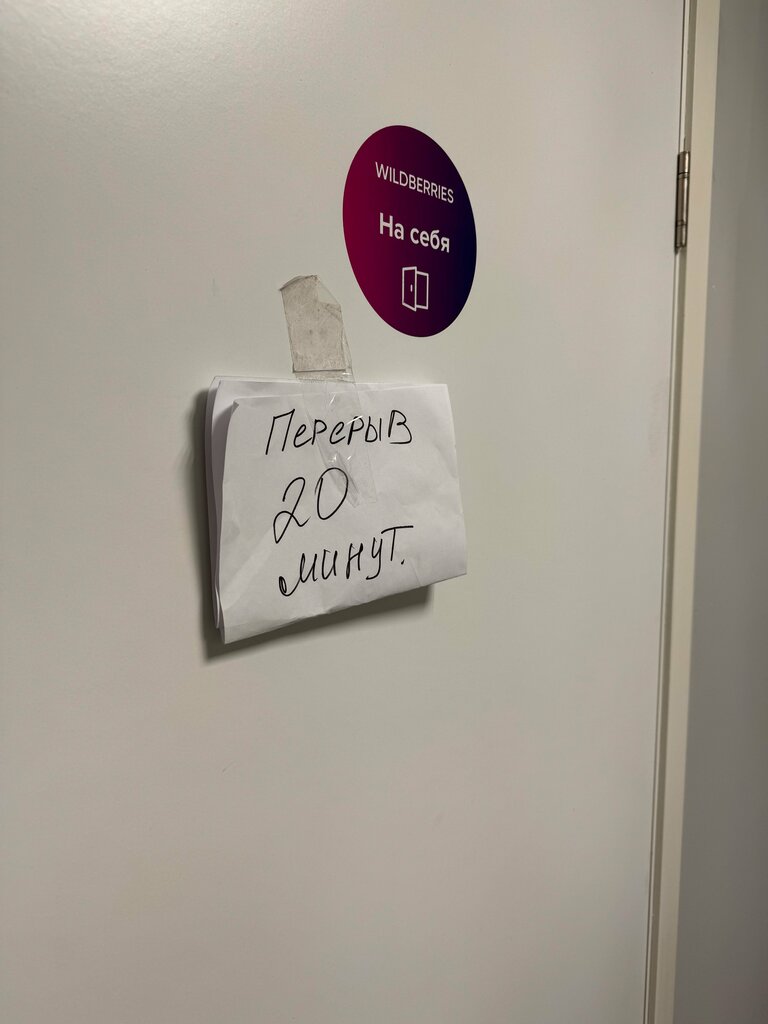 WILDBERRIES
На себя
Перерыв
20
минут.